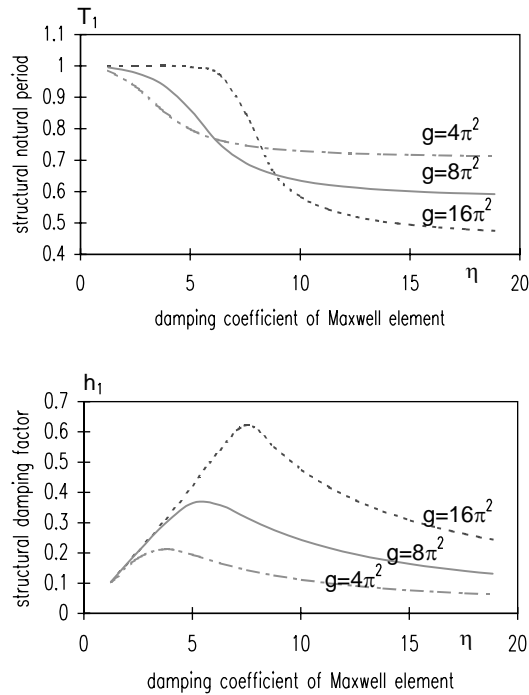 T₁
1.1
1
0.9
0.8
0.7
0.6
0.5
0.4
structural natural period
g=4π²
g=8π²
g=16π²
0 5 10 15 η 20
damping coefficient of Maxwell element
h₁
0.7
0.6
0.5
0.4
0.3
0.2
0.1
0
structural damping factor
g=16π²
g=8π²
g=4π²
0 5 10 15 η 20
damping coefficient of Maxwell element